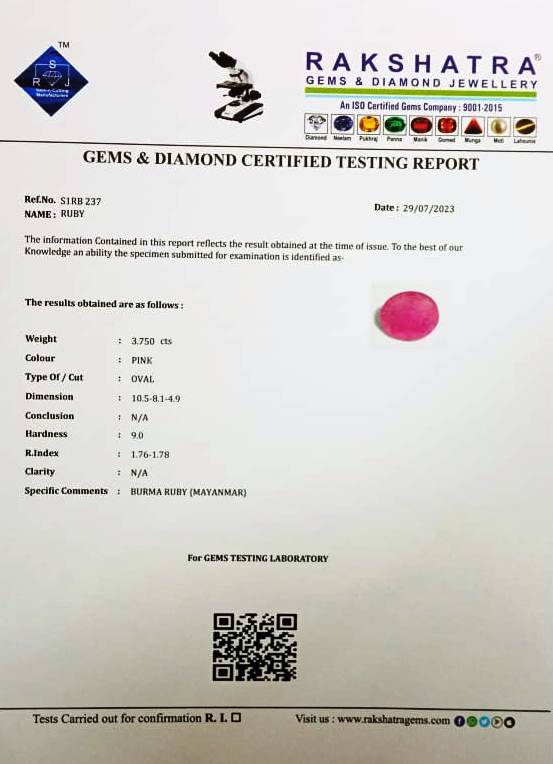 TM
S
R J
Gem-n-Cutting
Manufacturers
RAKSHATRA®
GEMS & DIAMOND JEWELLERY
An ISO Certified Gems Company : 9001-2015
Diamond Neelam Pukhraj Panna Manik Gomed Munga Moti Lahsunia
GEMS & DIAMOND CERTIFIED TESTING REPORT
Ref.No. S1RB 237
NAME : RUBY
Date : 29/07/2023
The information Contained in this report reflects the result obtained at the time of issue. To the best of our
Knowledge an ability the specimen submitted for examination is identified as-
The results obtained are as follows :
Weight : 3.750 cts
Colour : PINK
Type Of / Cut : OVAL
Dimension : 10.5-8.1-4.9
Conclusion : N/A
Hardness : 9.0
R.Index : 1.76-1.78
Clarity : N/A
Specific Comments : BURMA RUBY (MAYANMAR)
For GEMS TESTING LABORATORY
Tests Carried out for confirmation R. I. ☐
Visit us : www.rakshatragems.com